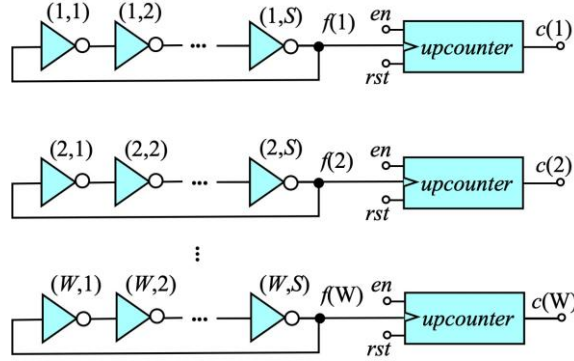 (1,1) (1,2) (1,S) f(1) en c(1)
... upcounter
rst
(2,1) (2,2) (2,S) f(2) en c(2)
... upcounter
rst
...
(W,1) (W,2) (W,S) f(W) en c(W)
... upcounter
rst